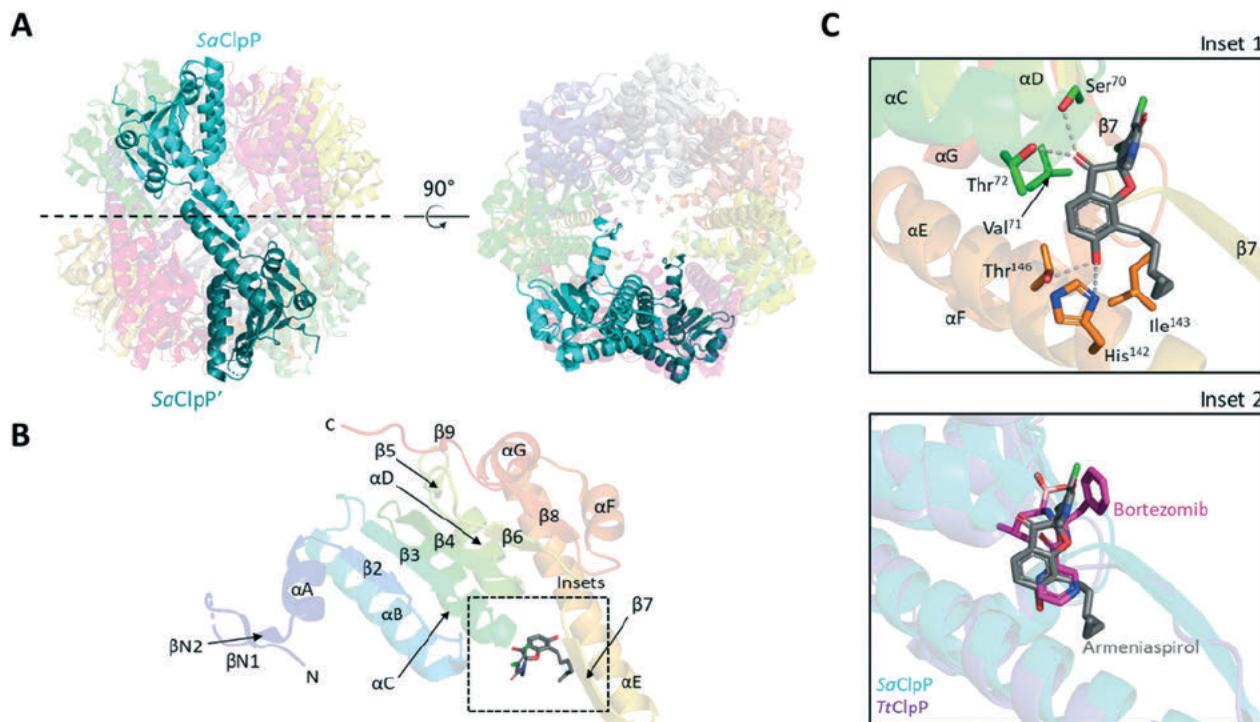 A
SaClpP
90°
SaClpP'
B
C
β9
β5
αG
αD
αF
β8
β4
β6
β3
β2
Insets
αA
αB
β7
βN2
βN1
N
αC
αE
C
Inset 1
αD
Ser70
αC
β7
αG
Thr72
Val71
αE
β7
Thr146
αF
Ile143
His142
Inset 2
Bortezomib
Armeniaspirol
SaClpP
TtClpP